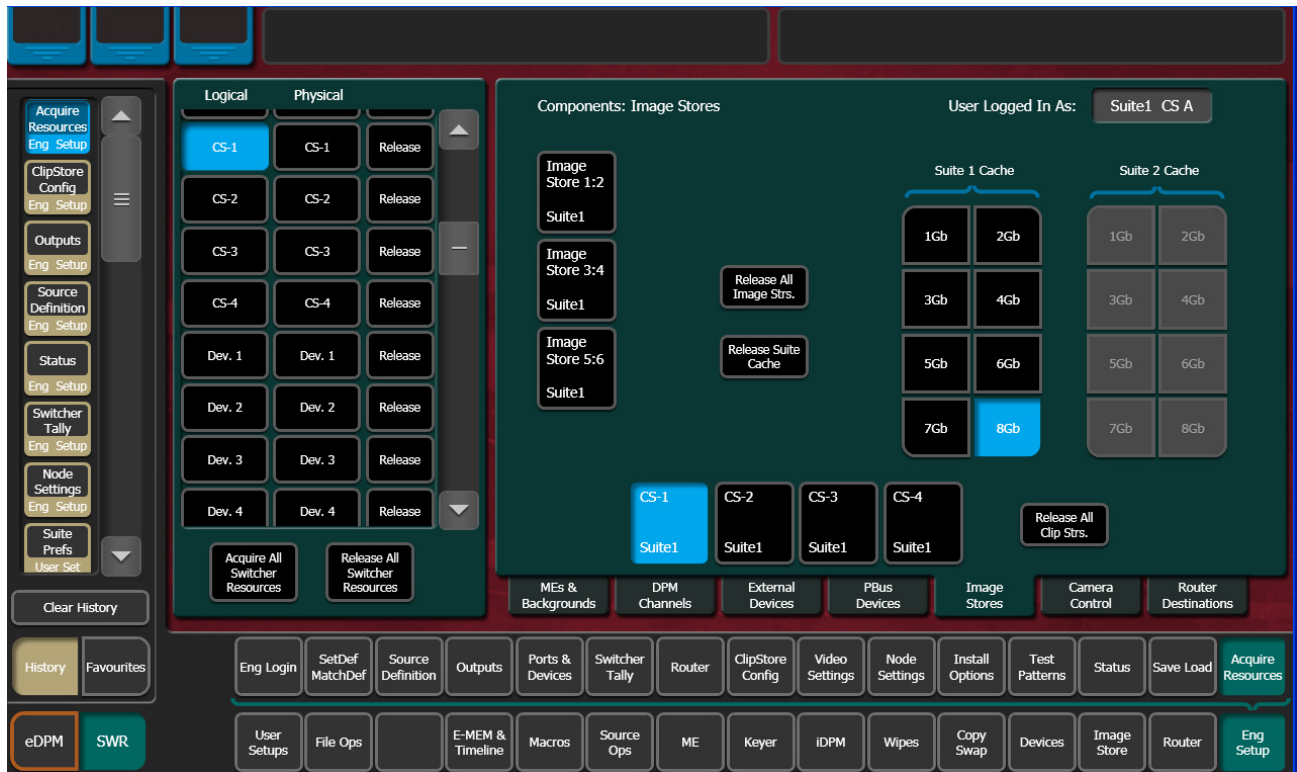 Acquire
Resources
Eng Setup
ClipStore
Config
Eng Setup
Outputs
Eng Setup
Source
Definition
Eng Setup
Status
Eng Setup
Switcher
Tally
Eng Setup
Node
Settings
Eng Setup
Suite
Prefs
User Set
Clear History
History Favourites
eDPM SWR
Logical Physical
CS-1 CS-1 Release
CS-2 CS-2 Release
CS-3 CS-3 Release
CS-4 CS-4 Release
Dev. 1 Dev. 1 Release
Dev. 2 Dev. 2 Release
Dev. 3 Dev. 3 Release
Dev. 4 Dev. 4 Release
Acquire All
Switcher
Resources
Release All
Switcher
Resources
Components: Image Stores
User Logged In As: Suite1 CS A
Image
Store 1:2
Suite1
Image
Store 3:4
Suite1
Image
Store 5:6
Suite1
Release All
Image Strs.
Release Suite
Cache
Suite 1 Cache
1Gb 2Gb
3Gb 4Gb
5Gb 6Gb
7Gb 8Gb
Suite 2 Cache
1Gb 2Gb
3Gb 4Gb
5Gb 6Gb
7Gb 8Gb
CS-1 CS-2 CS-3 CS-4
Suite1 Suite1 Suite1 Suite1
Release All
Clip Strs.
MEs &
Backgrounds
DPM
Channels
External
Devices
PBus
Devices
Image
Stores
Camera
Control
Router
Destinations
Eng Login
SetDef
MatchDef
Source
Definition
Outputs
Ports &
Devices
Switcher
Tally
Router
ClipStore
Config
Video
Settings
Node
Settings
Install
Options
Test
Patterns
Status
Save Load
Acquire
Resources
User
Setups
File Ops
E-MEM &
Timeline
Macros
Source
Ops
ME
Keyer
iDPM
Wipes
Copy
Swap
Devices
Image
Store
Router
Eng
Setup